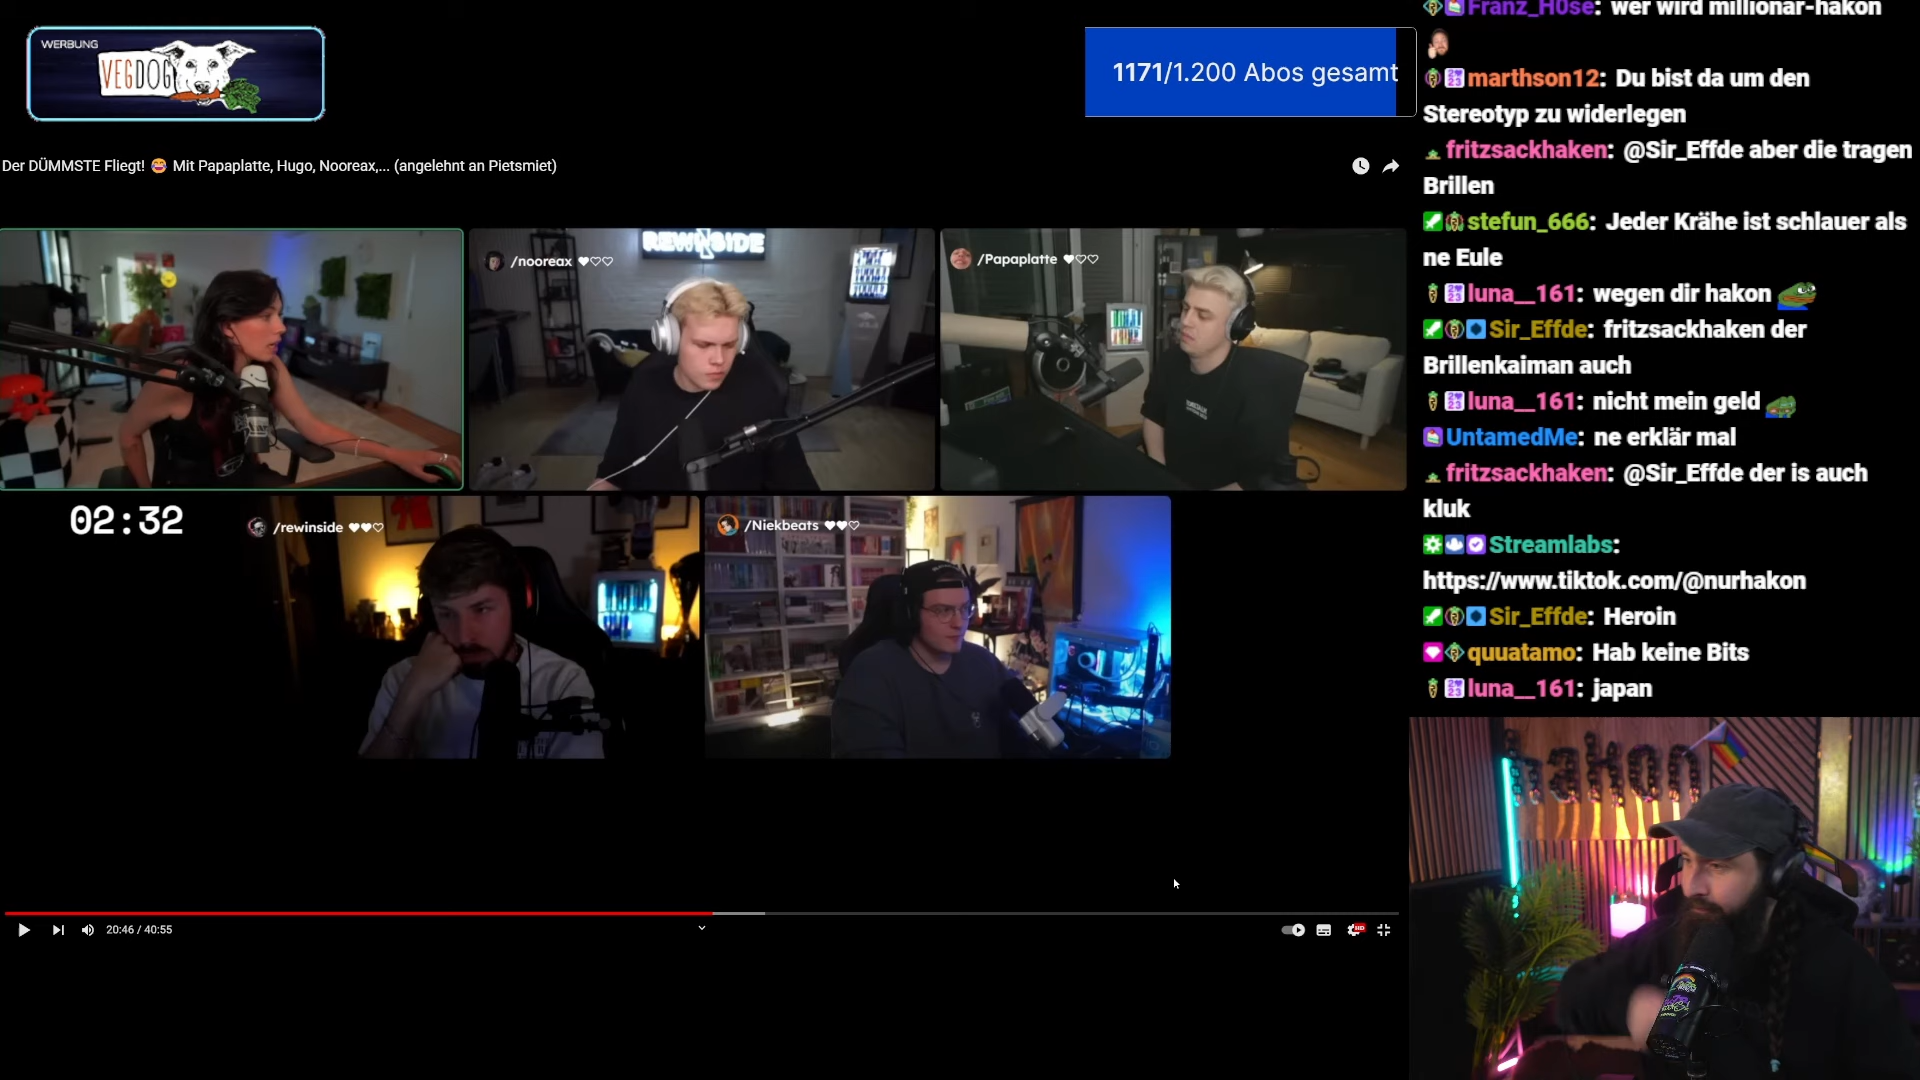 WERBUNG
VEGDOG
1171/1.200 Abos gesamt
Der DÜMMSTE Fliegt! 😂 Mit Papaplatte, Hugo, Nooreax,... (angelehnt an Pietsmiet)
REWINSIDE
/nooreax ♥♡♡
/Papaplatte ♥♡♡
02:32
/rewinside ♥♥♡
/Niekbeats ♥♥♡
20:46 / 40:55
HD
Franz_H0se: wer wird millionär-hakon
marthson12: Du bist da um den
Stereotyp zu widerlegen
fritzsackhaken: @Sir_Effde aber die tragen
Brillen
stefun_666: Jeder Krähe ist schlauer als
ne Eule
luna__161: wegen dir hakon
Sir_Effde: fritzsackhaken der
Brillenkaiman auch
luna__161: nicht mein geld
UntamedMe: ne erklär mal
fritzsackhaken: @Sir_Effde der is auch
kluk
Streamlabs:
https://www.tiktok.com/@nurhakon
Sir_Effde: Heroin
quuatamo: Hab keine Bits
luna__161: japan
hakon